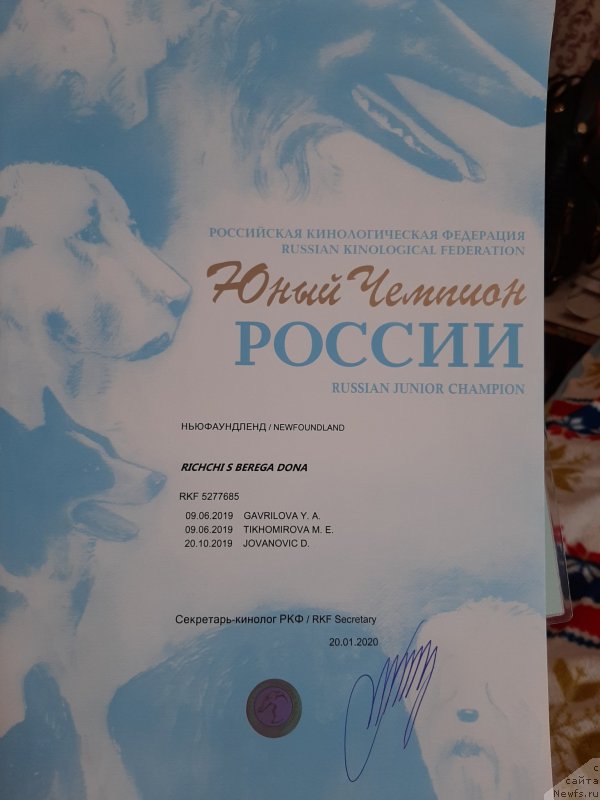 РОССИЙСКАЯ КИНОЛОГИЧЕСКАЯ ФЕДЕРАЦИЯ
RUSSIAN KINOLOGICAL FEDERATION
Юный Чемпион
РОССИИ
RUSSIAN JUNIOR CHAMPION
НЬЮФАУНДЛЕНД / NEWFOUNDLAND
RICHCHI S BEREGA DONA
RKF 5277685
09.06.2019 GAVRILOVA Y. A.
09.06.2019 TIKHOMIROVA M. E.
20.10.2019 JOVANOVIC D.
Секретарь-кинолог РКФ / RKF Secretary
20.01.2020
с
сайта
Newfs.ru